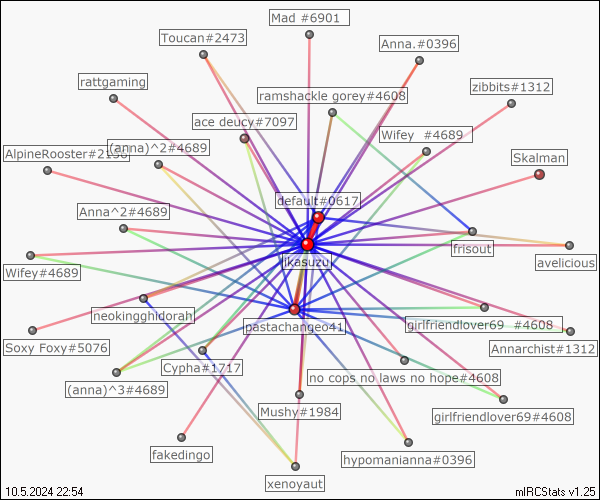 Mad #6901
Toucan#2473
Anna.#0396
rattgaming
ramshackle gorey#4608
zibbits#1312
ace deucy#7097
Wifey #4689
AlpineRooster#2158
(anna)^2#4689
Skalman
default#0617
Anna^2#4689
frisout
ikasuzu
avelicious
Wifey#4689
neokingghidorah
pastachangeo41
girlfriendlover69 #4608
Soxy Foxy#5076
Annarchist#1312
Cypha#1717
no cops no laws no hope#4608
(anna)^3#4689
Mushy#1984
girlfriendlover69#4608
fakedingo
hypomanianna#0396
xenoyaut
10.5.2024 22:54
mIRCStats v1.25